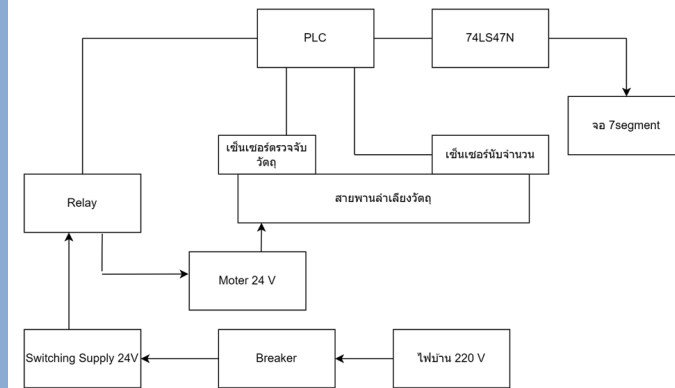 PLC
74LS47N
จอ 7segment
เซ็นเซอร์ตรวจจับ
วัตถุ
เซ็นเซอร์นับจำนวน
สายพานลำเลียงวัตถุ
Relay
Moter 24 V
Switching Supply 24V
Breaker
ไฟบ้าน 220 V